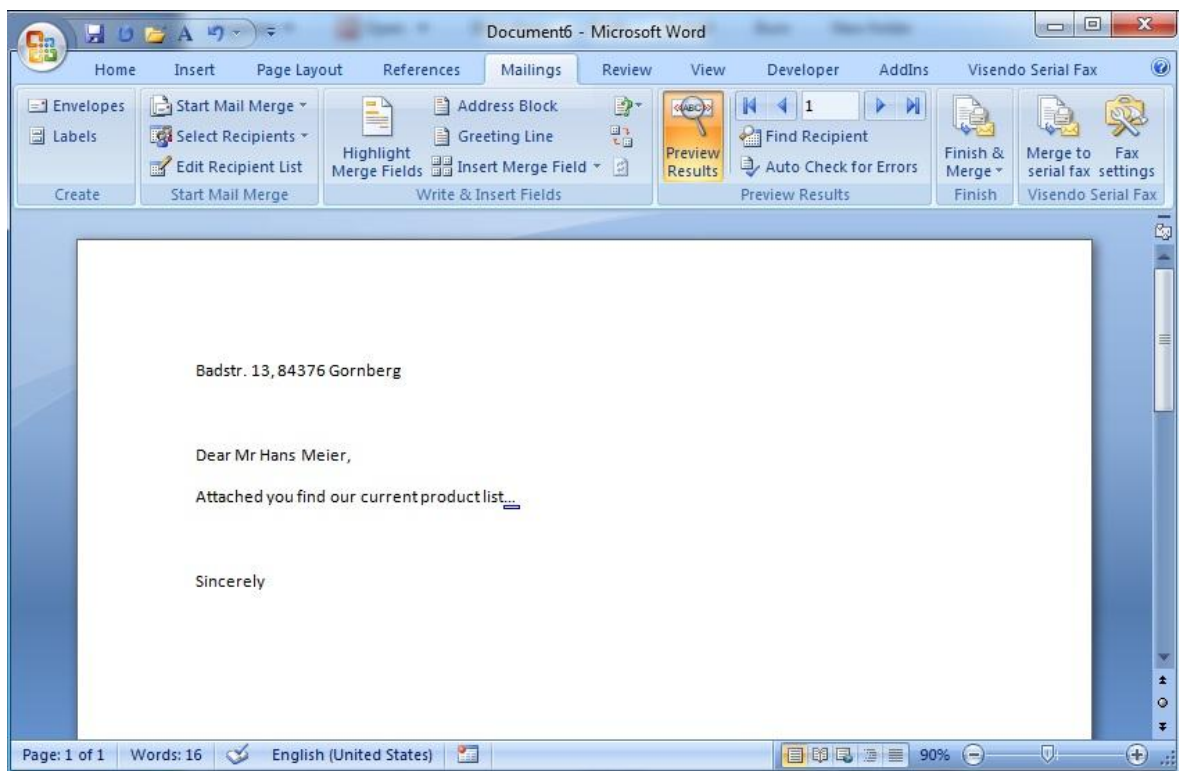 Document6 - Microsoft Word
Home Insert Page Layout References Mailings Review View Developer AddIns Visendo Serial Fax
Envelopes
Labels
Create
Start Mail Merge
Select Recipients
Edit Recipient List
Start Mail Merge
Highlight
Merge Fields
Address Block
Greeting Line
Insert Merge Field
Write & Insert Fields
«ABC»
Preview
Results
1
Find Recipient
Auto Check for Errors
Preview Results
Finish &
Merge
Finish
Merge to
serial fax
Fax
settings
Visendo Serial Fax
Badstr. 13, 84376 Gornberg
Dear Mr Hans Meier,
Attached you find our current product list...
Sincerely
Page: 1 of 1 Words: 16 English (United States) 90%